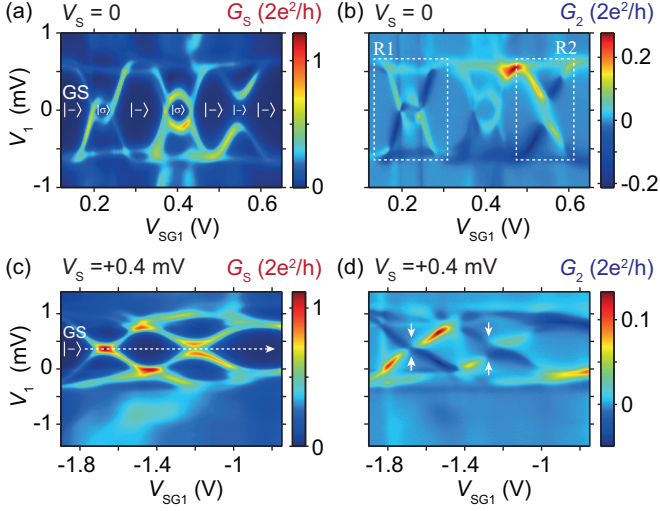 (a) V_S = 0 G_S (2e²/h)
1
0
-1
V_1 (mV)
GS
|−⟩ |σ⟩ |−⟩ |σ⟩ |−⟩ |−⟩ |−⟩
0.2 0.4 0.6
V_SG1 (V)
1
0
(b) V_S = 0 G_2 (2e²/h)
R1 R2
0.2 0.4 0.6
V_SG1 (V)
0.2
0
-0.2
(c) V_S =+0.4 mV G_S (2e²/h)
1
0
-1
V_1 (mV)
GS
|−⟩
-1.8 -1.4 -1
V_SG1 (V)
1
0
(d) V_S =+0.4 mV G_2 (2e²/h)
-1.8 -1.4 -1
V_SG1 (V)
0.1
0